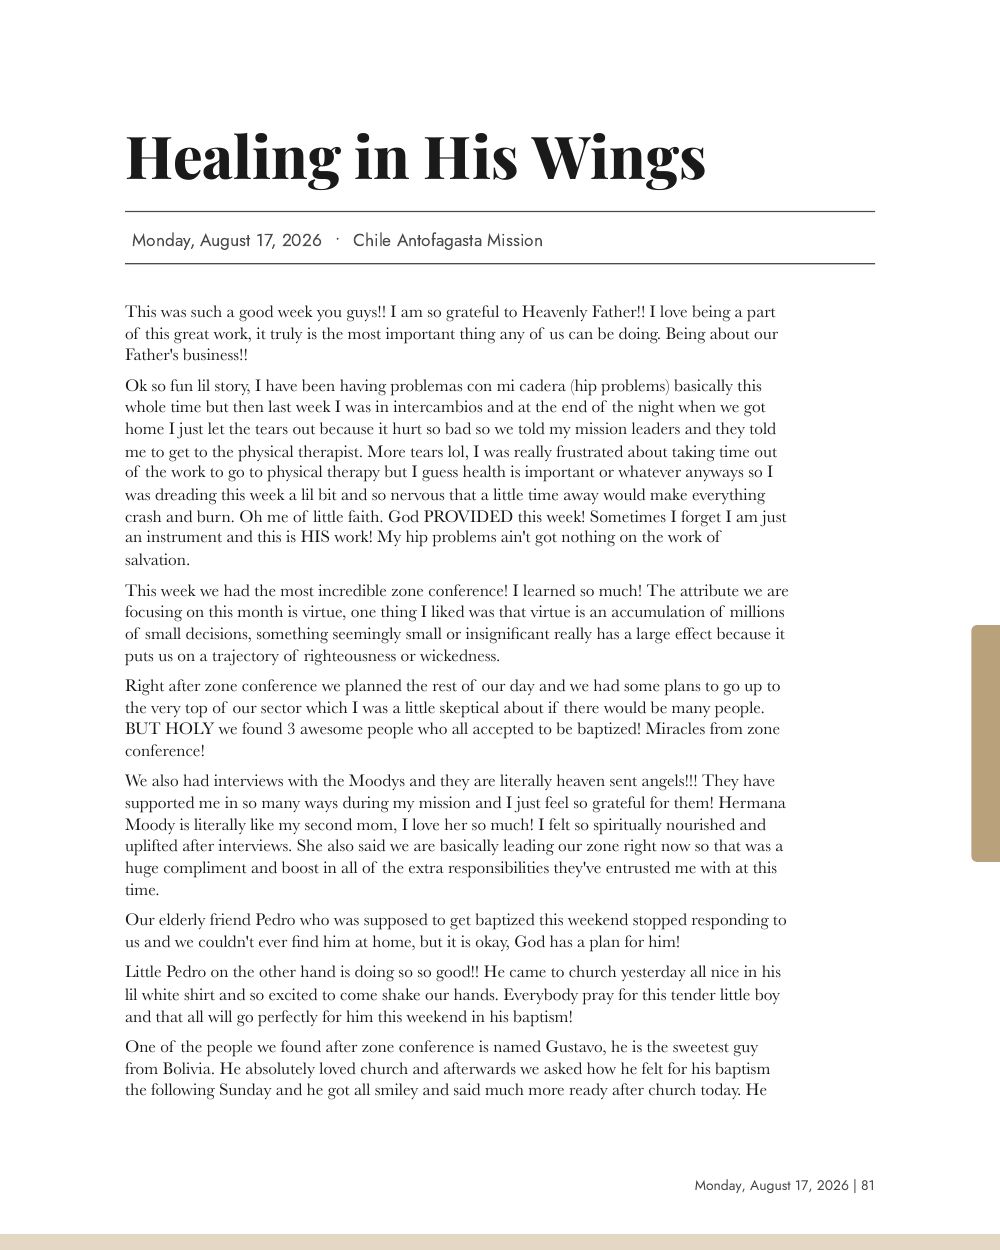 Healing in His Wings
Monday, August 17, 2026 · Chile Antofagasta Mission
This was such a good week you guys!! I am so grateful to Heavenly Father!! I love being a part
of this great work, it truly is the most important thing any of us can be doing. Being about our
Father's business!!
Ok so fun lil story, I have been having problemas con mi cadera (hip problems) basically this
whole time but then last week I was in intercambios and at the end of the night when we got
home I just let the tears out because it hurt so bad so we told my mission leaders and they told
me to get to the physical therapist. More tears lol, I was really frustrated about taking time out
of the work to go to physical therapy but I guess health is important or whatever anyways so I
was dreading this week a lil bit and so nervous that a little time away would make everything
crash and burn. Oh me of little faith. God PROVIDED this week! Sometimes I forget I am just
an instrument and this is HIS work! My hip problems ain't got nothing on the work of
salvation.
This week we had the most incredible zone conference! I learned so much! The attribute we are
focusing on this month is virtue, one thing I liked was that virtue is an accumulation of millions
of small decisions, something seemingly small or insignificant really has a large effect because it
puts us on a trajectory of righteousness or wickedness.
Right after zone conference we planned the rest of our day and we had some plans to go up to
the very top of our sector which I was a little skeptical about if there would be many people.
BUT HOLY we found 3 awesome people who all accepted to be baptized! Miracles from zone
conference!
We also had interviews with the Moodys and they are literally heaven sent angels!!! They have
supported me in so many ways during my mission and I just feel so grateful for them! Hermana
Moody is literally like my second mom, I love her so much! I felt so spiritually nourished and
uplifted after interviews. She also said we are basically leading our zone right now so that was a
huge compliment and boost in all of the extra responsibilities they've entrusted me with at this
time.
Our elderly friend Pedro who was supposed to get baptized this weekend stopped responding to
us and we couldn't ever find him at home, but it is okay, God has a plan for him!
Little Pedro on the other hand is doing so so good!! He came to church yesterday all nice in his
lil white shirt and so excited to come shake our hands. Everybody pray for this tender little boy
and that all will go perfectly for him this weekend in his baptism!
One of the people we found after zone conference is named Gustavo, he is the sweetest guy
from Bolivia. He absolutely loved church and afterwards we asked how he felt for his baptism
the following Sunday and he got all smiley and said much more ready after church today. He
Monday, August 17, 2026 | 81